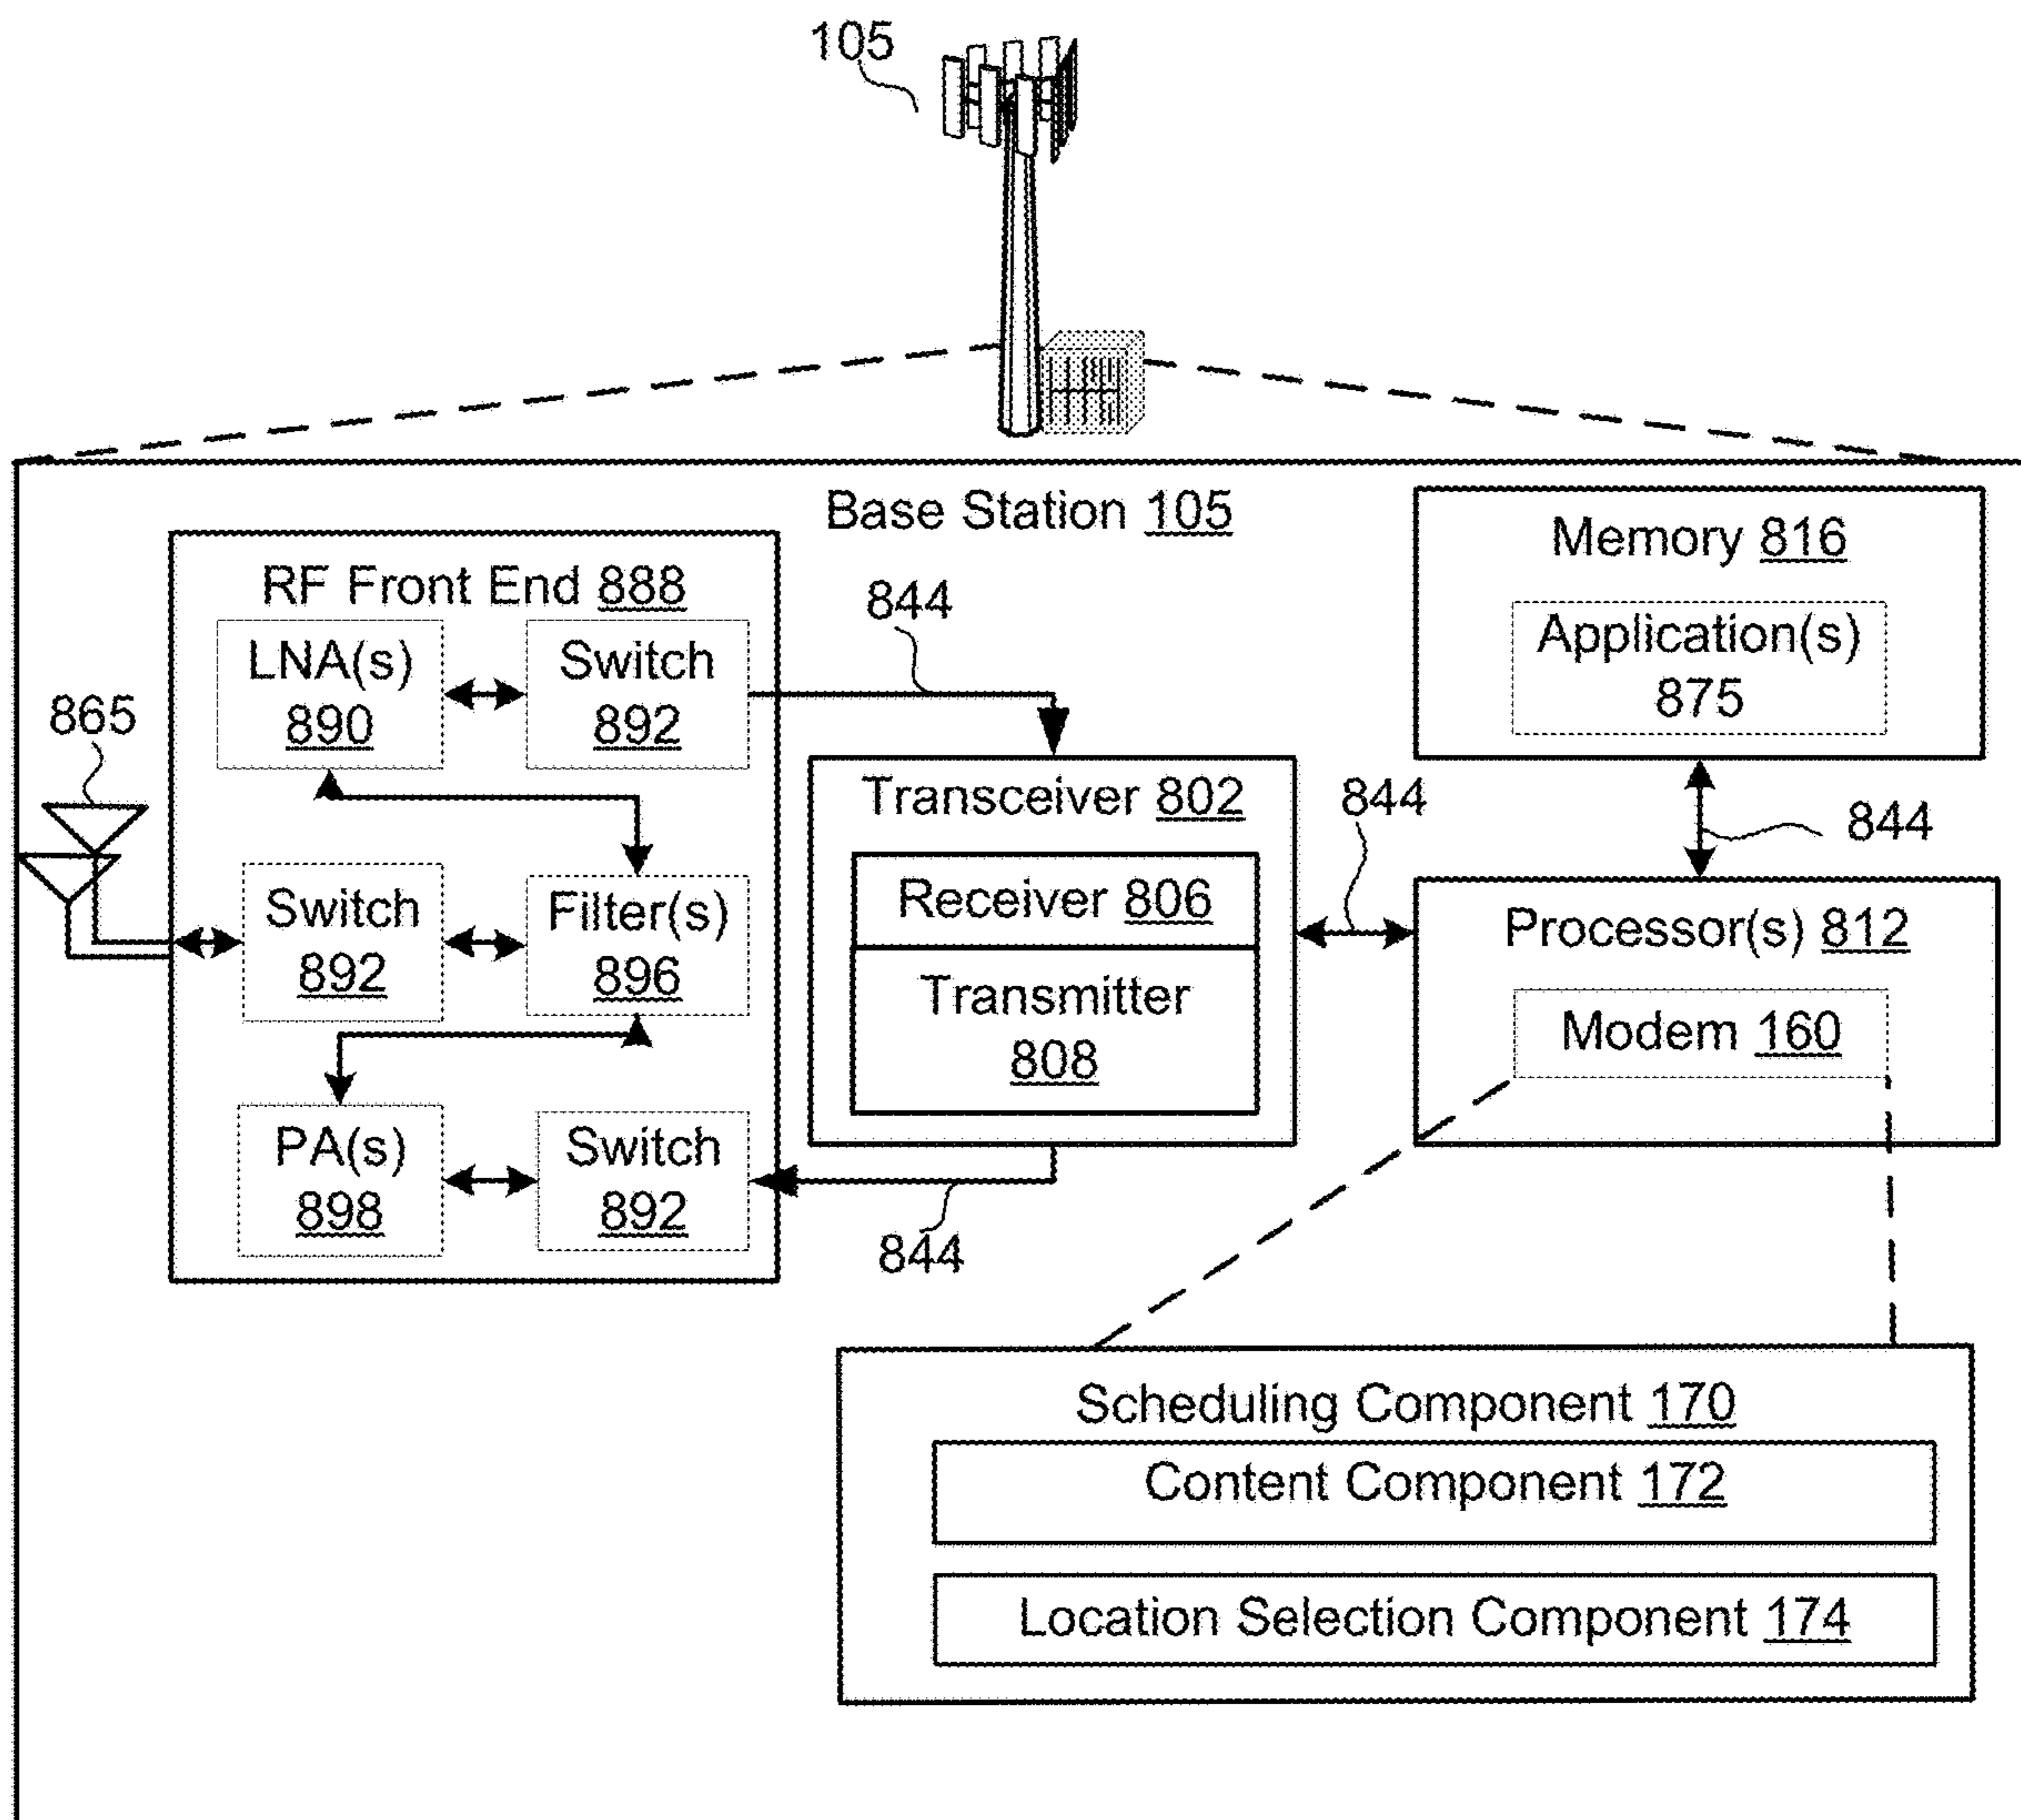 105
Base Station 105
RF Front End 888
LNA(s)
890
Switch
892
844
865
Switch
892
Filter(s)
896
PA(s)
898
Switch
892
844
Transceiver 802
Receiver 806
Transmitter
808
844
Memory 816
Application(s)
875
844
Processor(s) 812
Modem 160
Scheduling Component 170
Content Component 172
Location Selection Component 174